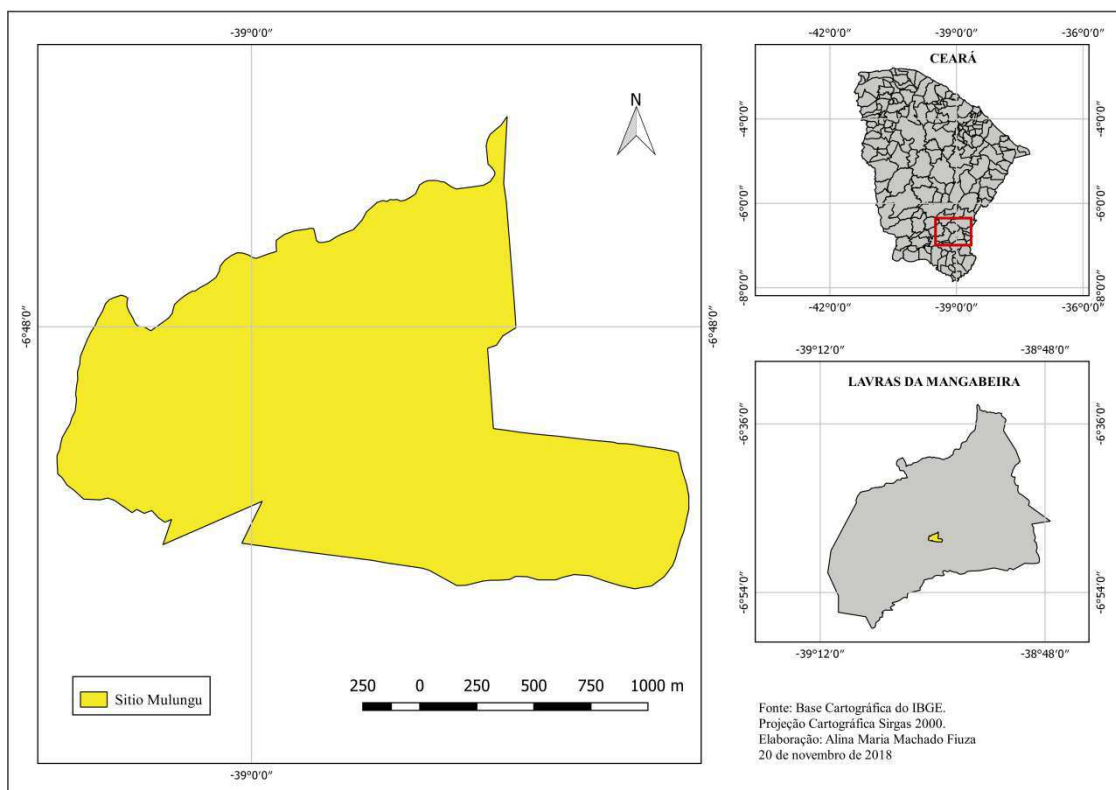 -39°0'0"
N
-6°48'0"
-6°48'0"
Sitio Mulungu
250 0 250 500 750 1000 m
-39°0'0"
-42°0'0" -39°0'0" -36°0'0"
CEARÁ
-4°0'0" -4°0'0"
-6°0'0" -6°0'0"
-8°0'0" -8°0'0"
-42°0'0" -39°0'0" -36°0'0"
-39°12'0" -38°48'0"
LAVRAS DA MANGABEIRA
-6°36'0" -6°36'0"
-6°54'0" -6°54'0"
-39°12'0" -38°48'0"
Fonte: Base Cartográfica do IBGE.
Projeção Cartográfica Sirgas 2000.
Elaboração: Alina Maria Machado Fiuza
20 de novembro de 2018